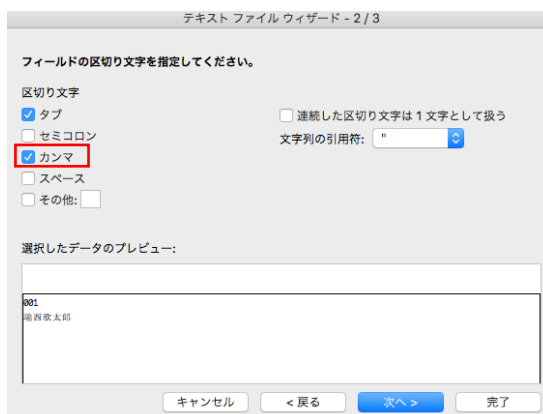 テキスト ファイル ウィザード - 2 / 3
フィールドの区切り文字を指定してください。
区切り文字
タブ
連続した区切り文字は 1 文字として扱う
セミコロン
文字列の引用符: "
カンマ
スペース
その他:
選択したデータのプレビュー:
001
瑞西歌太郎
キャンセル
< 戻る
次へ >
完了